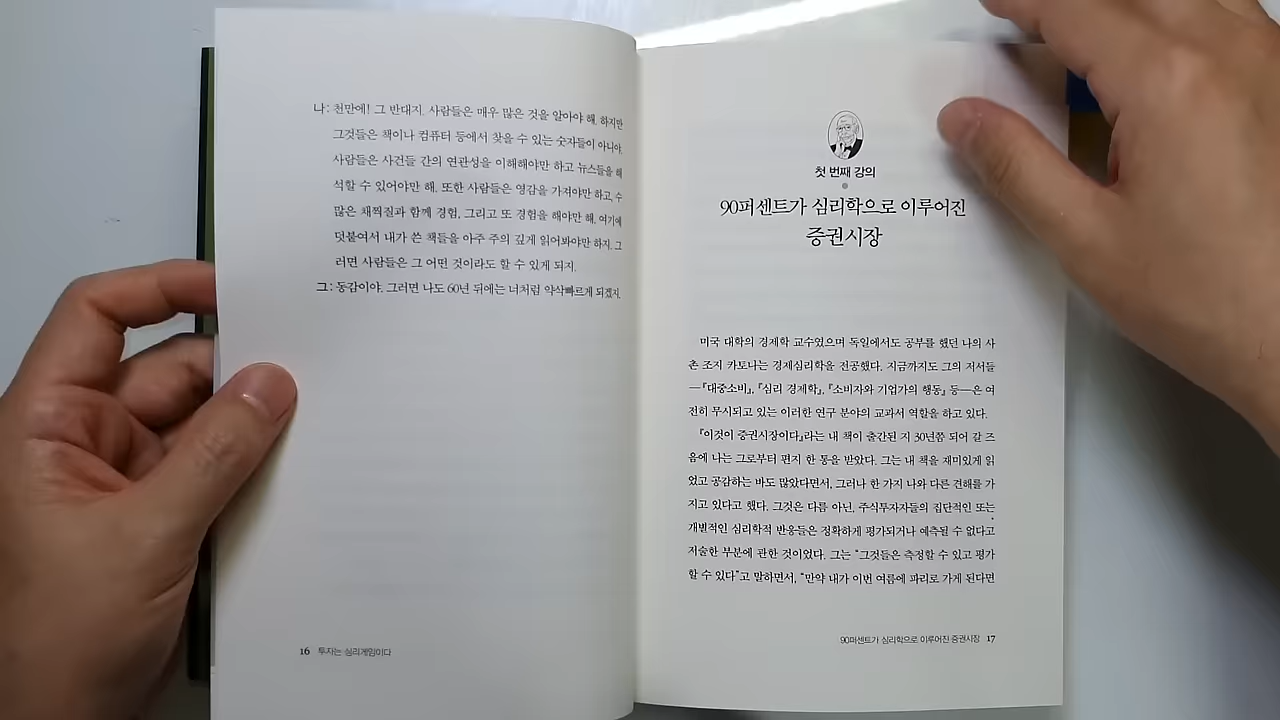 나: 천만에! 그 반대지. 사람들은 매우 많은 것을 알아야 해. 하지만
그것들은 책이나 컴퓨터 등에서 찾을 수 있는 숫자들이 아니야.
사람들은 사건들 간의 연관성을 이해해야만 하고 뉴스들을 해
석할 수 있어야만 해. 또한 사람들은 영감을 가져야만 하고, 수
많은 채찍질과 함께 경험, 그리고 또 경험을 해야만 해. 여기에
덧붙여서 내가 쓴 책들을 아주 주의 깊게 읽어봐야만 하지. 그
러면 사람들은 그 어떤 것이라도 할 수 있게 되지.
그: 동감이야. 그러면 나도 60년 뒤에는 너처럼 약삭빠르게 되겠지.
16 투자는 심리게임이다
첫 번째 강의
90퍼센트가 심리학으로 이루어진
증권시장
미국 대학의 경제학 교수였으며 독일에서도 공부를 했던 나의 사
촌 조지 카토나는 경제심리학을 전공했다. 지금까지도 그의 저서들
―『대중소비』, 『심리 경제학』, 『소비자와 기업가의 행동』 등―은 여
전히 무시되고 있는 이러한 연구 분야의 교과서 역할을 하고 있다.
『이것이 증권시장이다』라는 내 책이 출간된 지 30년쯤 되어 갈 즈
음에 나는 그로부터 편지 한 통을 받았다. 그는 내 책을 재미있게 읽
었고 공감하는 바도 많았다면서, 그러나 한 가지 나와 다른 견해를 가
지고 있다고 했다. 그것은 다름 아닌, 주식투자자들의 집단적인 또는
개별적인 심리학적 반응들은 정확하게 평가되거나 예측될 수 없다고
저술한 부분에 관한 것이었다. 그는 “그것들은 측정할 수 있고 평가
할 수 있다”고 말하면서, “만약 내가 이번 여름에 파리로 가게 된다면
90퍼센트가 심리학으로 이루어진 증권시장 17